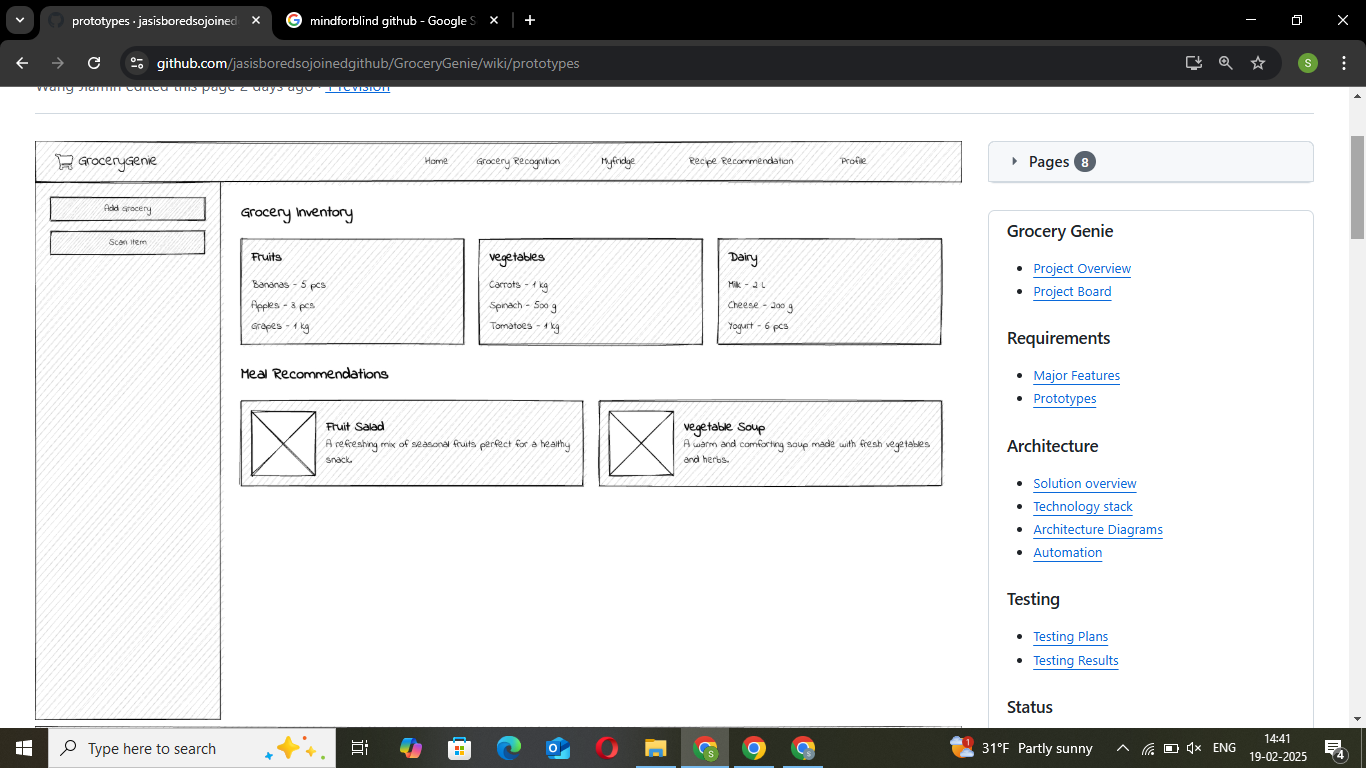 prototypes · jasisboredsojoined
mindforblind github - Google S
github.com/jasisboredsojoinedgithub/GroceryGenie/wiki/prototypes
S
Wang Jiamin edited this page 2 days ago · 1 revision
GroceryGenie
Home
Grocery Recognition
Myfridge
Recipe Recommendation
Profile
Add Grocery
Scan Item
Grocery Inventory
Fruits
Bananas - 5 pcs
Apples - 3 pcs
Grapes - 1 kg
Vegetables
Carrots - 1 kg
Spinach - 500 g
Tomatoes - 1 kg
Dairy
Milk - 2 L
Cheese - 200 g
Yogurt - 6 pcs
Meal Recommendations
Fruit Salad
A refreshing mix of seasonal fruits perfect for a healthy
snack.
Vegetable Soup
A warm and comforting soup made with fresh vegetables
and herbs.
Pages 8
Grocery Genie
Project Overview
Project Board
Requirements
Major Features
Prototypes
Architecture
Solution overview
Technology stack
Architecture Diagrams
Automation
Testing
Testing Plans
Testing Results
Status
Type here to search
1
31°F Partly sunny
ENG
14:41
19-02-2025
4